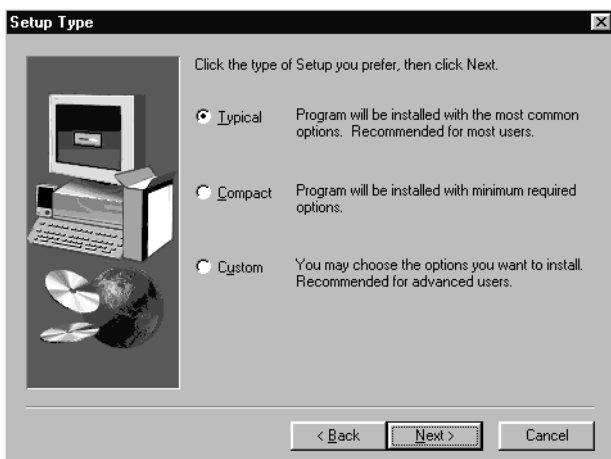 Setup Type
Click the type of Setup you prefer, then click Next.
Typical
Program will be installed with the most common
options. Recommended for most users.
Compact
Program will be installed with minimum required
options.
Custom
You may choose the options you want to install.
Recommended for advanced users.
< Back
Next >
Cancel